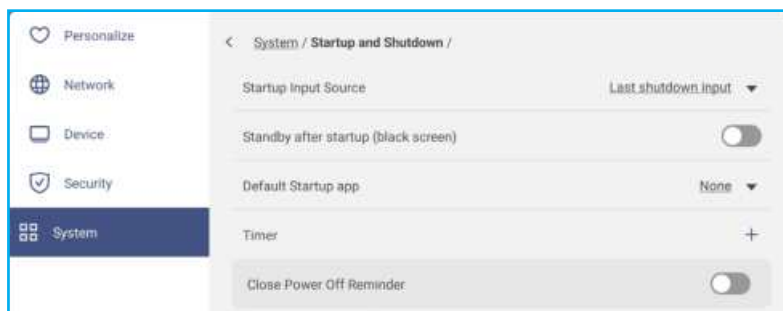 Personalize
Network
Device
Security
System
System / Startup and Shutdown /
Startup Input Source Last shutdown input
Standby after startup (black screen)
Default Startup app None
Timer
Close Power Off Reminder